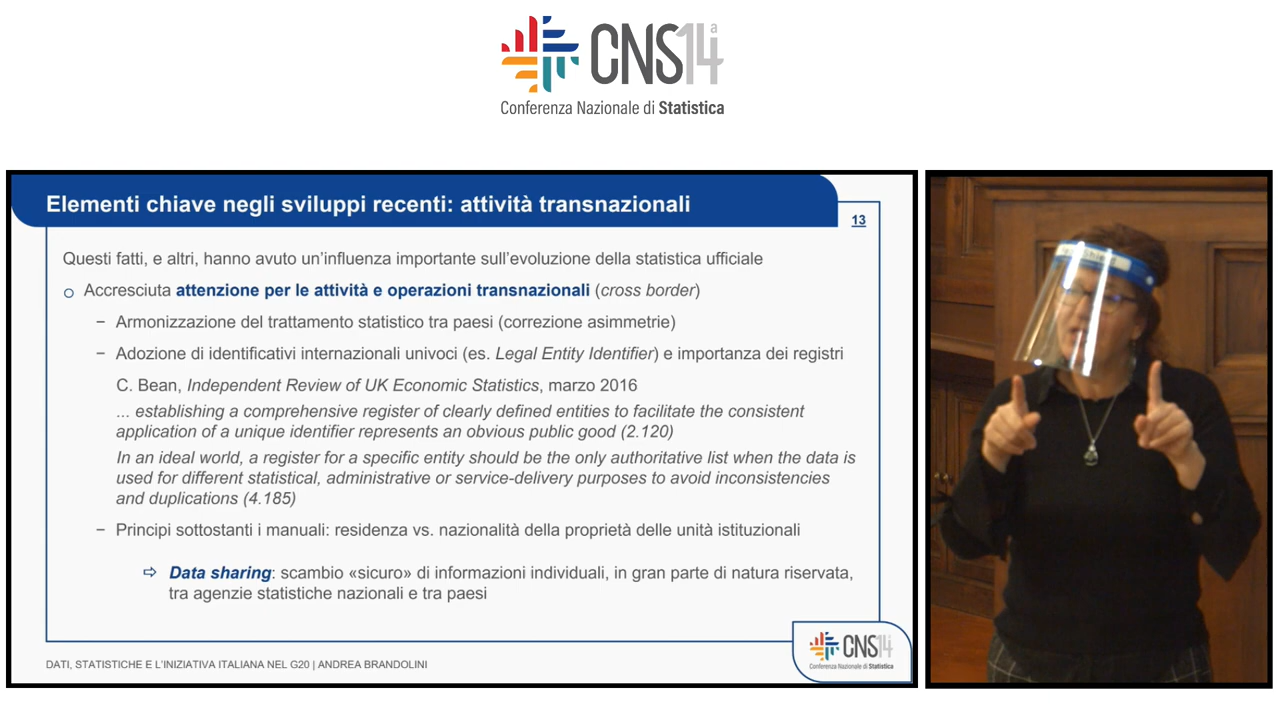 CNS14ª
Conferenza Nazionale di Statistica
Elementi chiave negli sviluppi recenti: attività transnazionali
13
Questi fatti, e altri, hanno avuto un'influenza importante sull'evoluzione della statistica ufficiale
o Accresciuta attenzione per le attività e operazioni transnazionali (cross border)
− Armonizzazione del trattamento statistico tra paesi (correzione asimmetrie)
− Adozione di identificativi internazionali univoci (es. Legal Entity Identifier) e importanza dei registri
C. Bean, Independent Review of UK Economic Statistics, marzo 2016
... establishing a comprehensive register of clearly defined entities to facilitate the consistent
application of a unique identifier represents an obvious public good (2.120)
In an ideal world, a register for a specific entity should be the only authoritative list when the data is
used for different statistical, administrative or service-delivery purposes to avoid inconsistencies
and duplications (4.185)
− Principi sottostanti i manuali: residenza vs. nazionalità della proprietà delle unità istituzionali
⇨ Data sharing: scambio «sicuro» di informazioni individuali, in gran parte di natura riservata,
tra agenzie statistiche nazionali e tra paesi
DATI, STATISTICHE E L'INIZIATIVA ITALIANA NEL G20 | ANDREA BRANDOLINI
CNS14ª
Conferenza Nazionale di Statistica